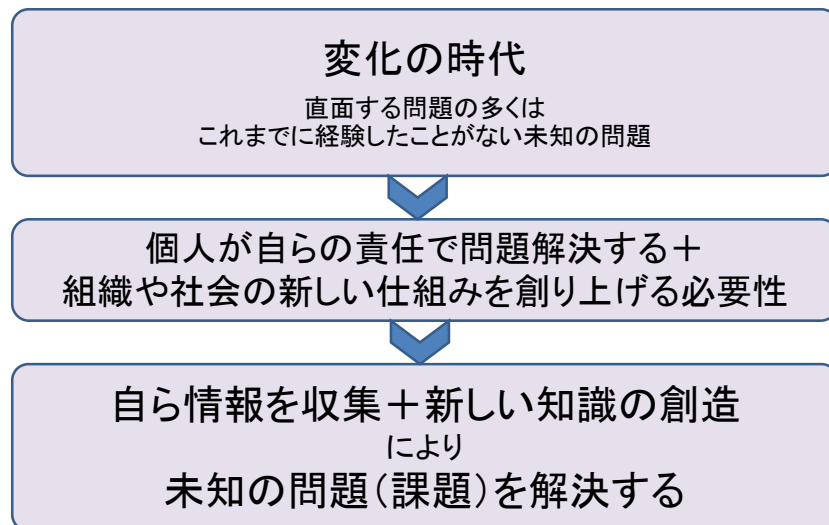 変化の時代
直面する問題の多くは
これまでに経験したことがない未知の問題
個人が自らの責任で問題解決する＋
組織や社会の新しい仕組みを創り上げる必要性
自ら情報を収集＋新しい知識の創造
により
未知の問題（課題）を解決する